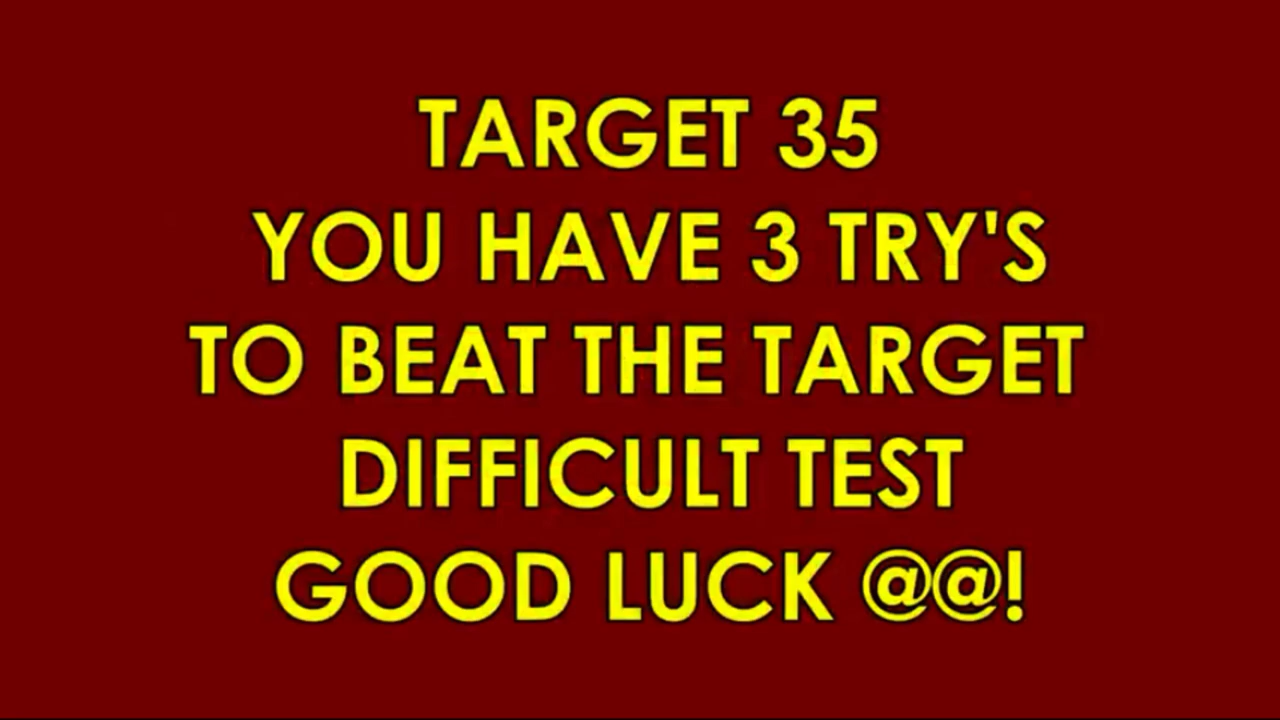 TARGET 35
YOU HAVE 3 TRY'S
TO BEAT THE TARGET
DIFFICULT TEST
GOOD LUCK @@!